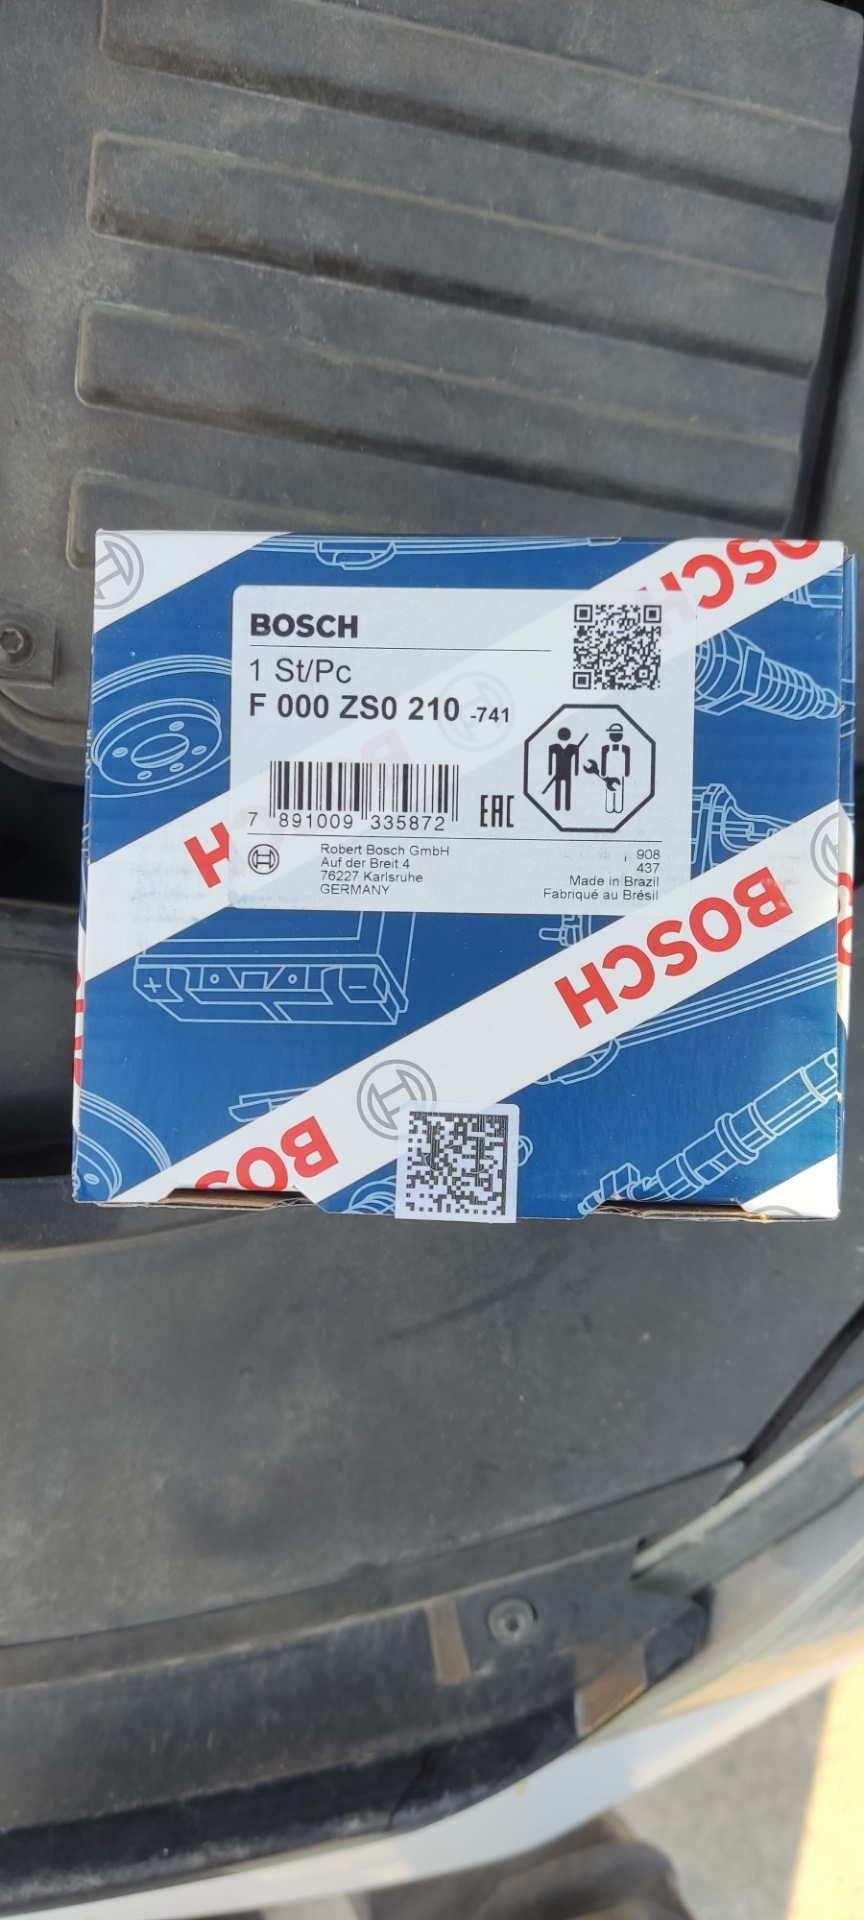 BOSCH
BOSCH
1 St/Pc
F 000 ZS0 210 -741
7 891009 335872
EAC
Robert Bosch GmbH
Auf der Breit 4
76227 Karlsruhe
GERMANY
908
437
Made in Brazil
Fabriqué au Brésil
BOSCH
BOSCH